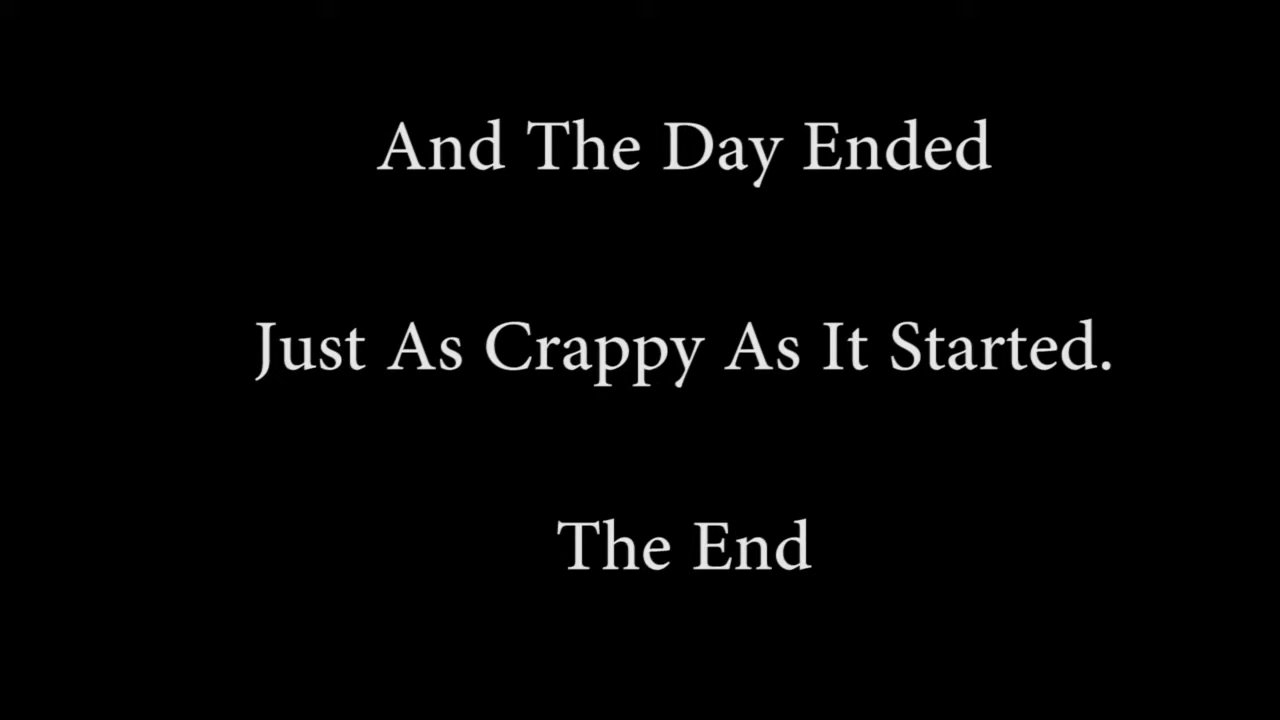 And The Day Ended
Just As Crappy As It Started.
The End